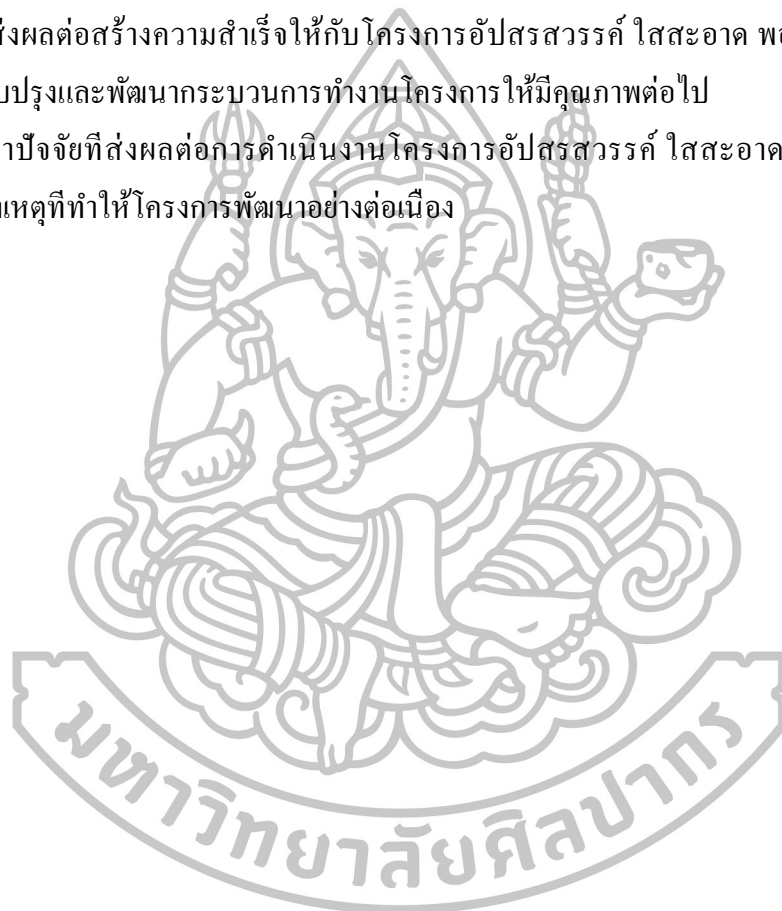 ส่งผลต่อสร้างความสำเร็จให้กับโครงการอัปสรสวรรค์ ใสสะอาด
บปรุงและพัฒนากระบวนการทำงานโครงการให้มีคุณภาพต่อไป
าปัจจัยที่ส่งผลต่อการดำเนินงานโครงการอัปสรสวรรค์ ใสสะอาด
เหตุที่ทำให้โครงการพัฒนาอย่างต่อเนื่อง
มหาวิทยาลัยศิลปากร